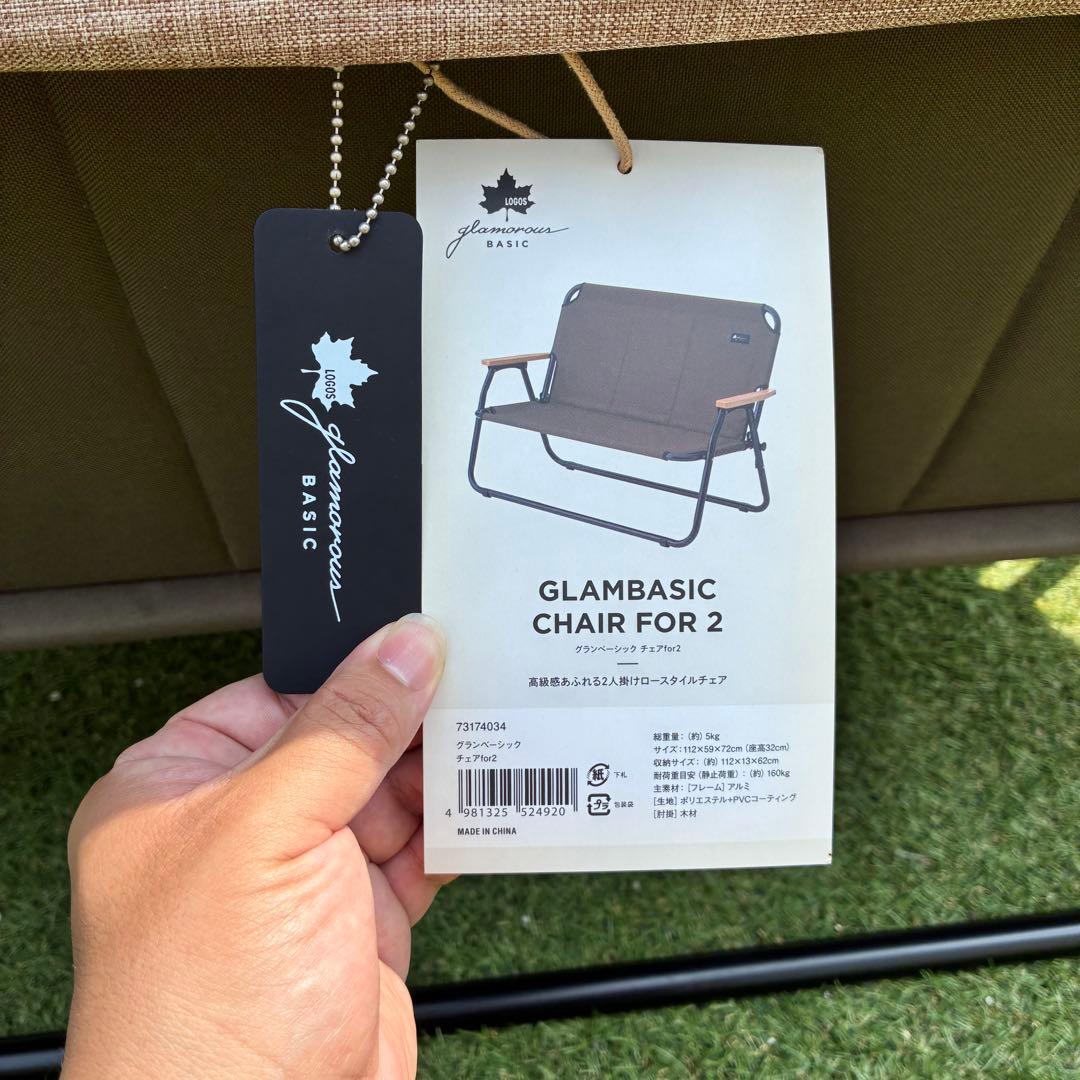 LOGOS
glamorous
BASIC
LOGOS
glamorous
BASIC
GLAMBASIC
CHAIR FOR 2
グランベーシック チェアfor2
高級感あふれる2人掛けロースタイルチェア
73174034
グランベーシック
チェアfor2
4 981325 524920
MADE IN CHINA
紙 下札
プラ 包装袋
総重量：（約）5kg
サイズ：112×59×72cm（座高32cm）
収納サイズ：（約）112×13×62cm
耐荷重目安（静止荷重）：（約）160kg
主素材：［フレーム］アルミ
［生地］ポリエステル+PVCコーティング
［肘掛］木材